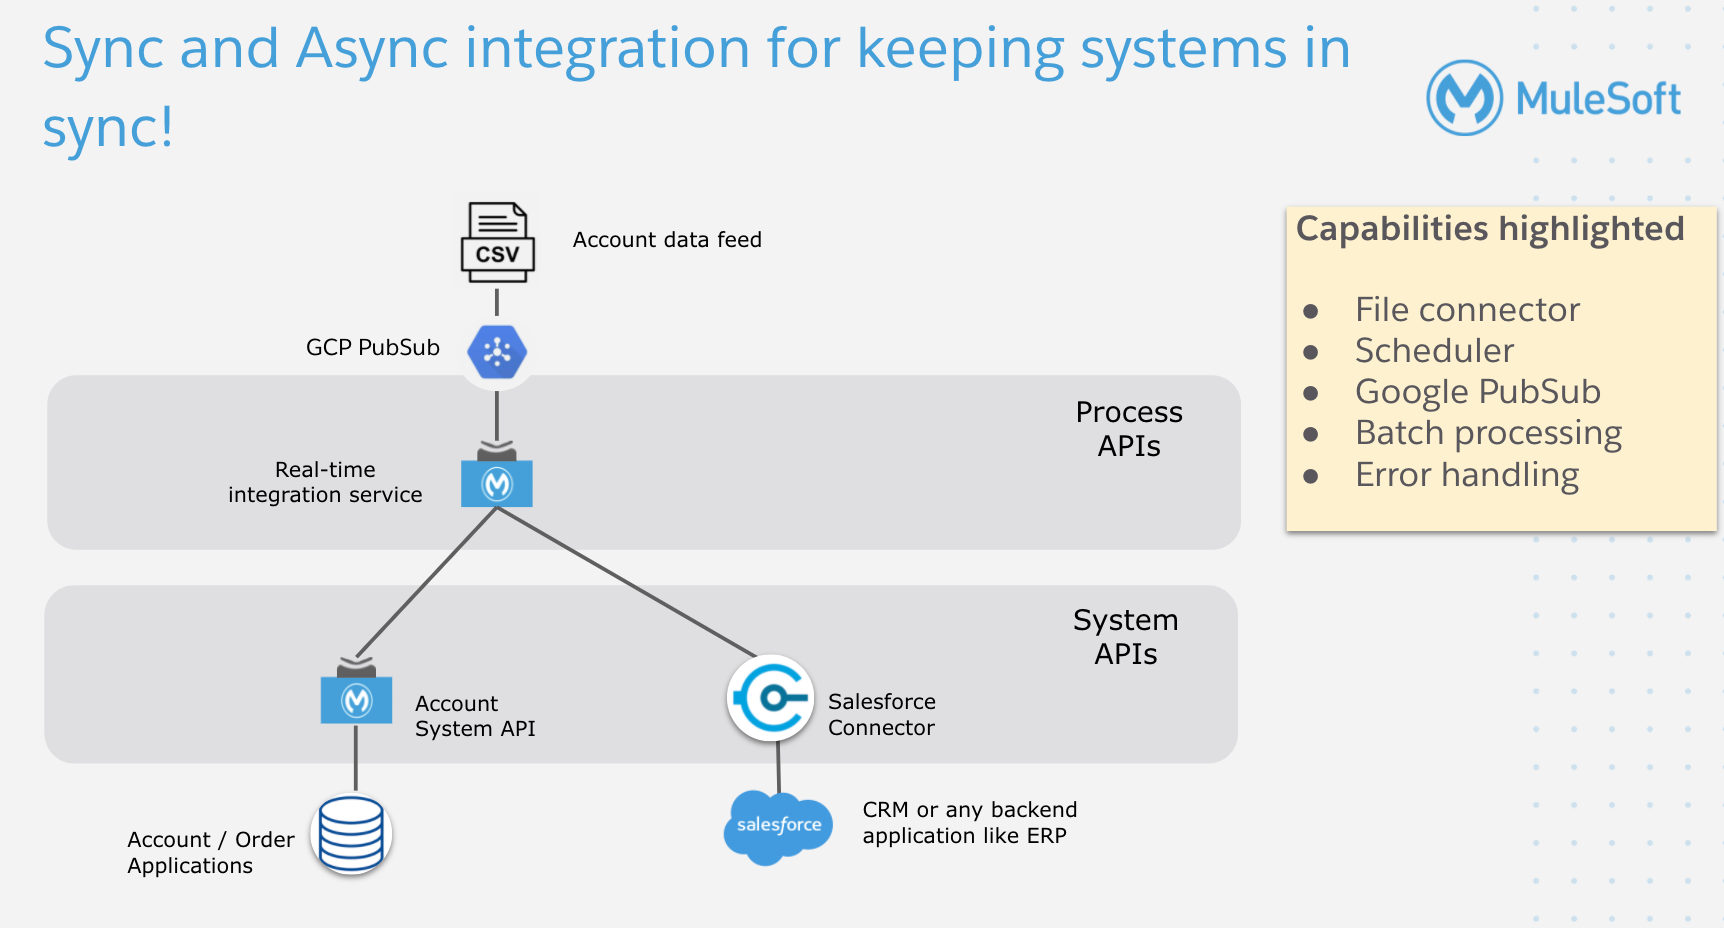 Sync and Async integration for keeping systems in
sync!
MuleSoft
CSV
Account data feed
GCP PubSub
Process
APIs
Real-time
integration service
System
APIs
Account
System API
Salesforce
Connector
Account / Order
Applications
salesforce
CRM or any backend
application like ERP
Capabilities highlighted
● File connector
● Scheduler
● Google PubSub
● Batch processing
● Error handling